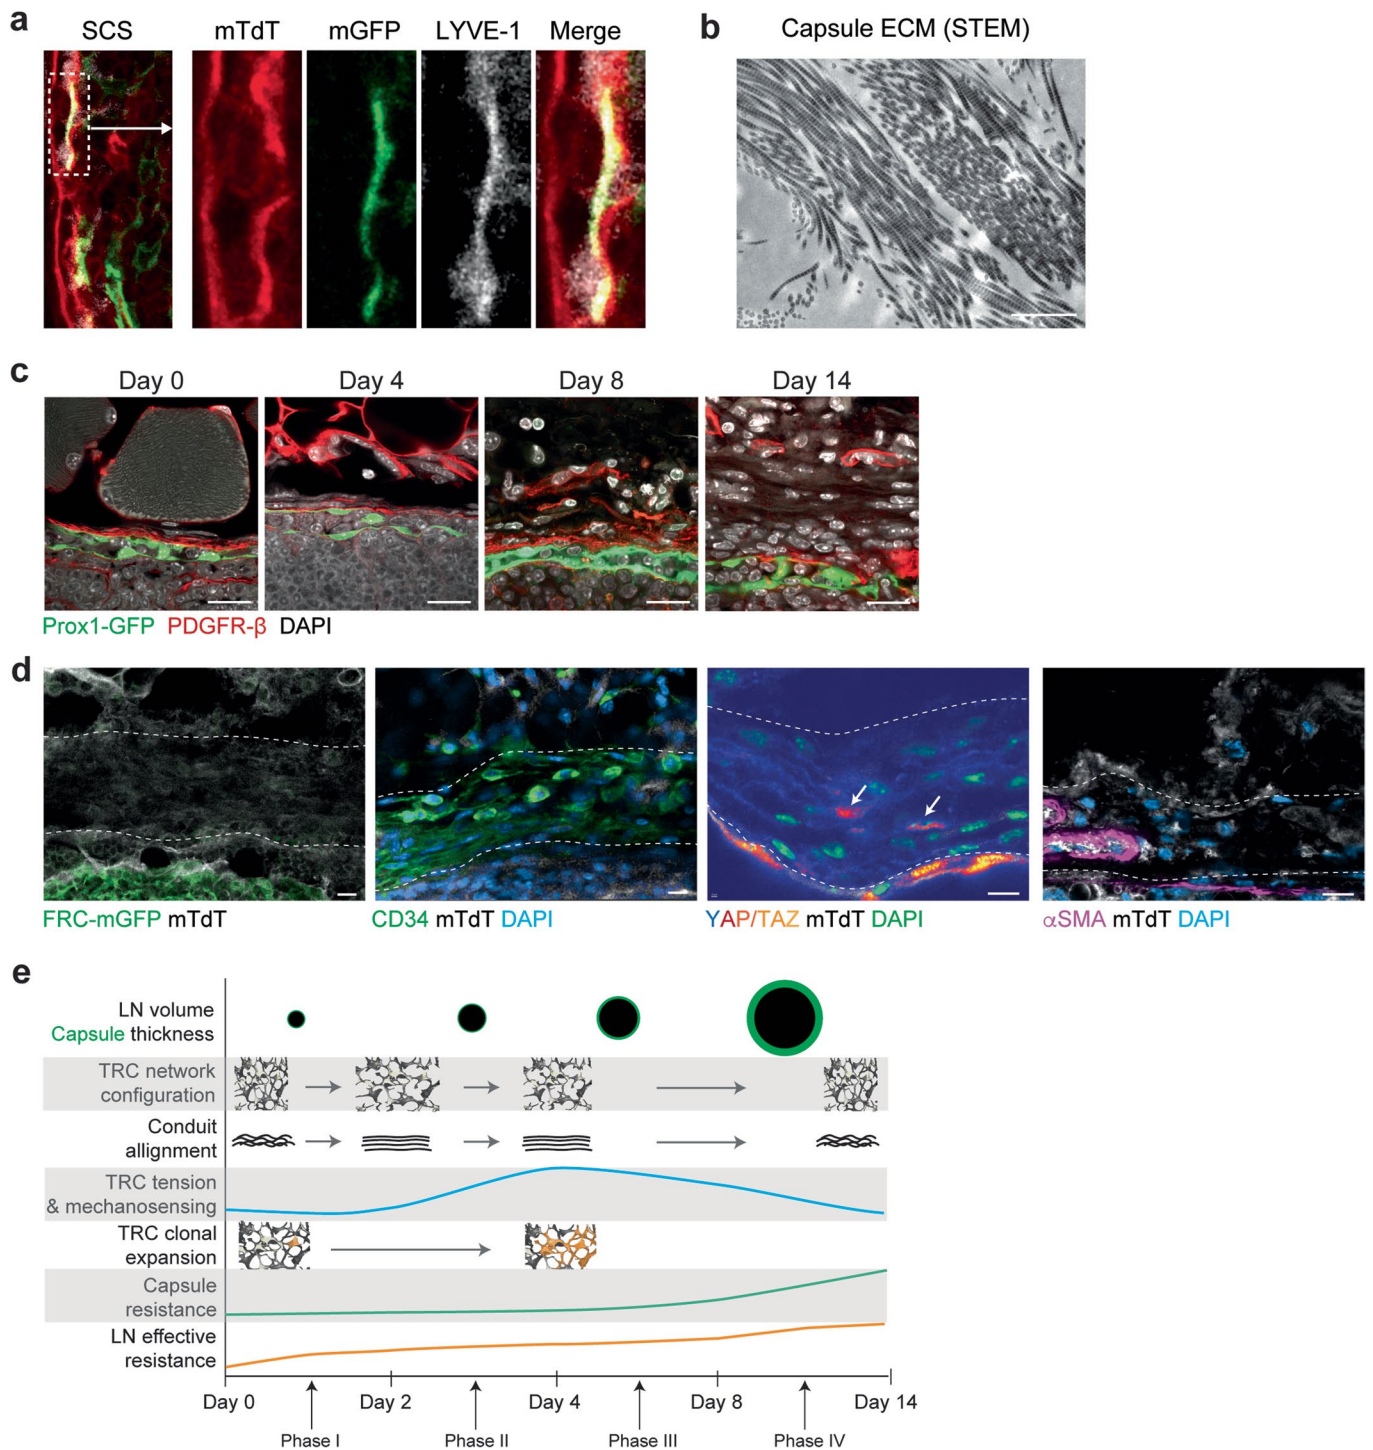 a
SCS
mTdT
mGFP
LYVE-1
Merge
b
Capsule ECM (STEM)
c
Day 0
Day 4
Day 8
Day 14
Prox1-GFP PDGFR-β DAPI
d
FRC-mGFP mTdT
CD34 mTdT DAPI
YAP/TAZ mTdT DAPI
αSMA mTdT DAPI
e
LN volume
Capsule thickness
TRC network
configuration
Conduit
allignment
TRC tension
& mechanosensing
TRC clonal
expansion
Capsule
resistance
LN effective
resistance
Day 0
Day 2
Day 4
Day 8
Day 14
Phase I
Phase II
Phase III
Phase IV